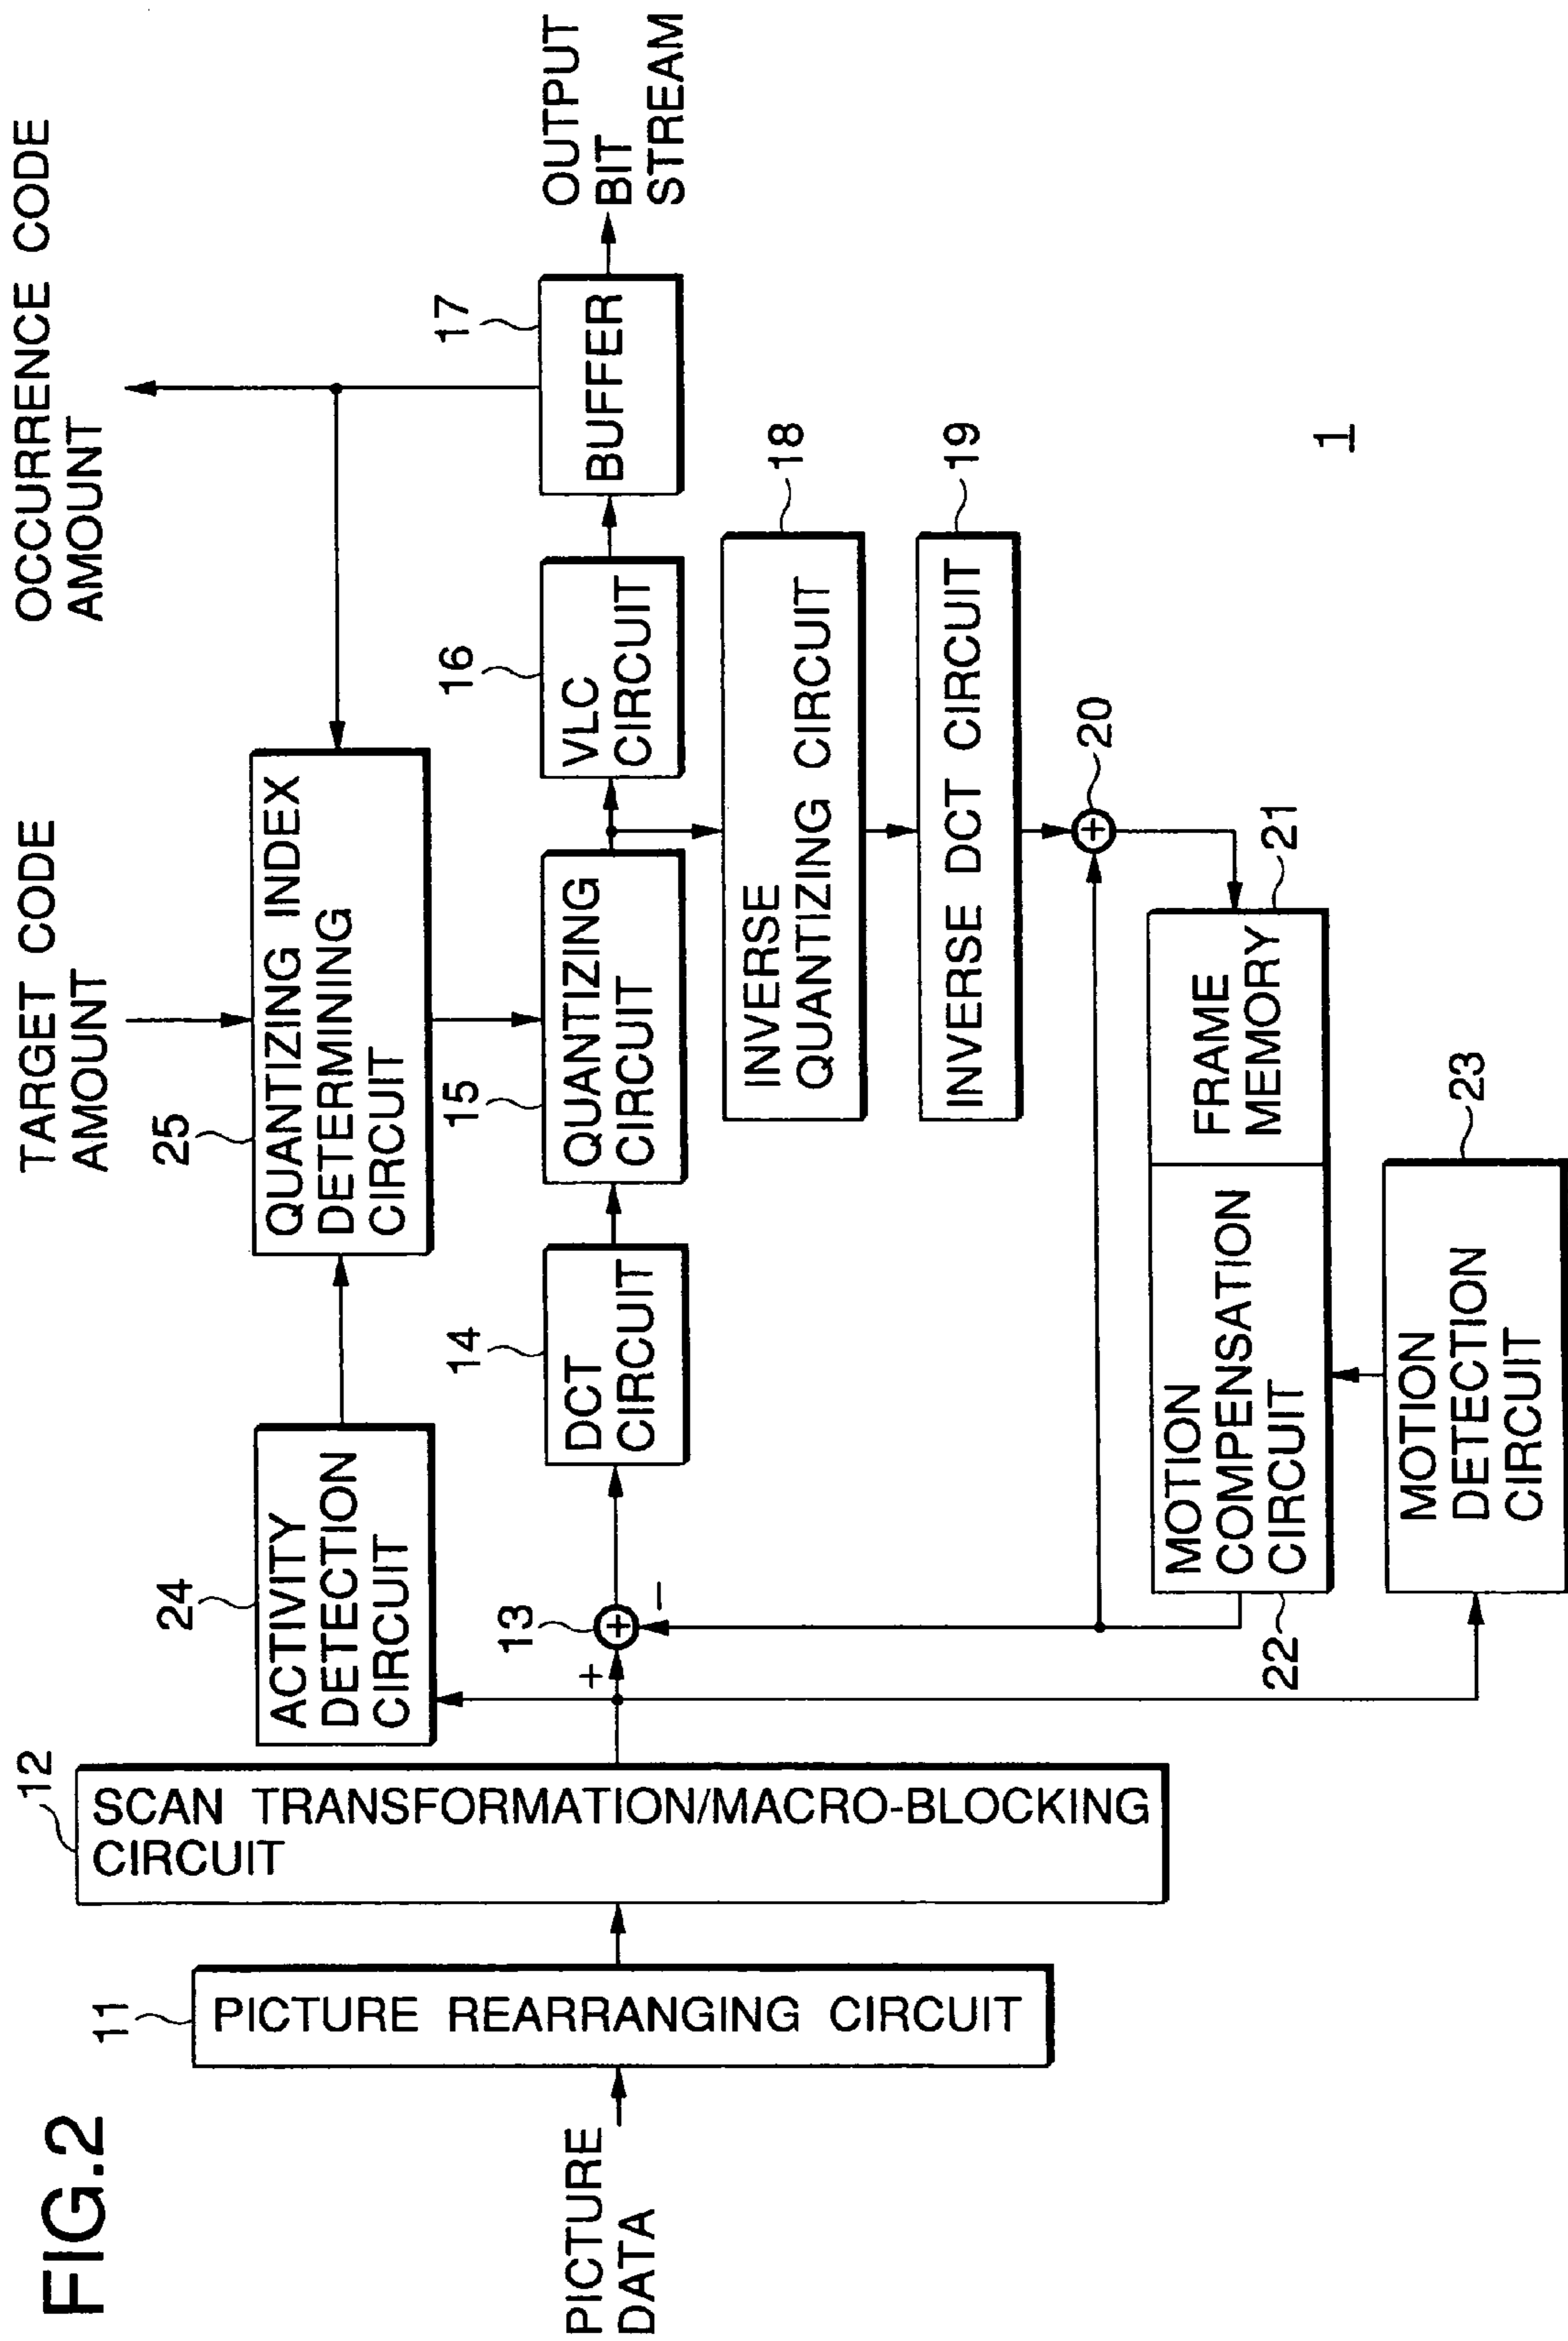 FIG.2
OCCURRENCE CODE
AMOUNT
TARGET CODE
AMOUNT
25
QUANTIZING INDEX
DETERMINING
CIRCUIT
24
ACTIVITY
DETECTION
CIRCUIT
12
SCAN TRANSFORMATION/MACRO-BLOCKING
CIRCUIT
11
PICTURE REARRANGING CIRCUIT
PICTURE
DATA
+
13
+
−
14
DCT
CIRCUIT
15
QUANTIZING
CIRCUIT
16
VLC
CIRCUIT
17
BUFFER
OUTPUT
BIT
STREAM
18
INVERSE
QUANTIZING CIRCUIT
19
INVERSE DCT CIRCUIT
20
+
21
FRAME
MEMORY
22
MOTION
COMPENSATION
CIRCUIT
23
MOTION
DETECTION
CIRCUIT
1